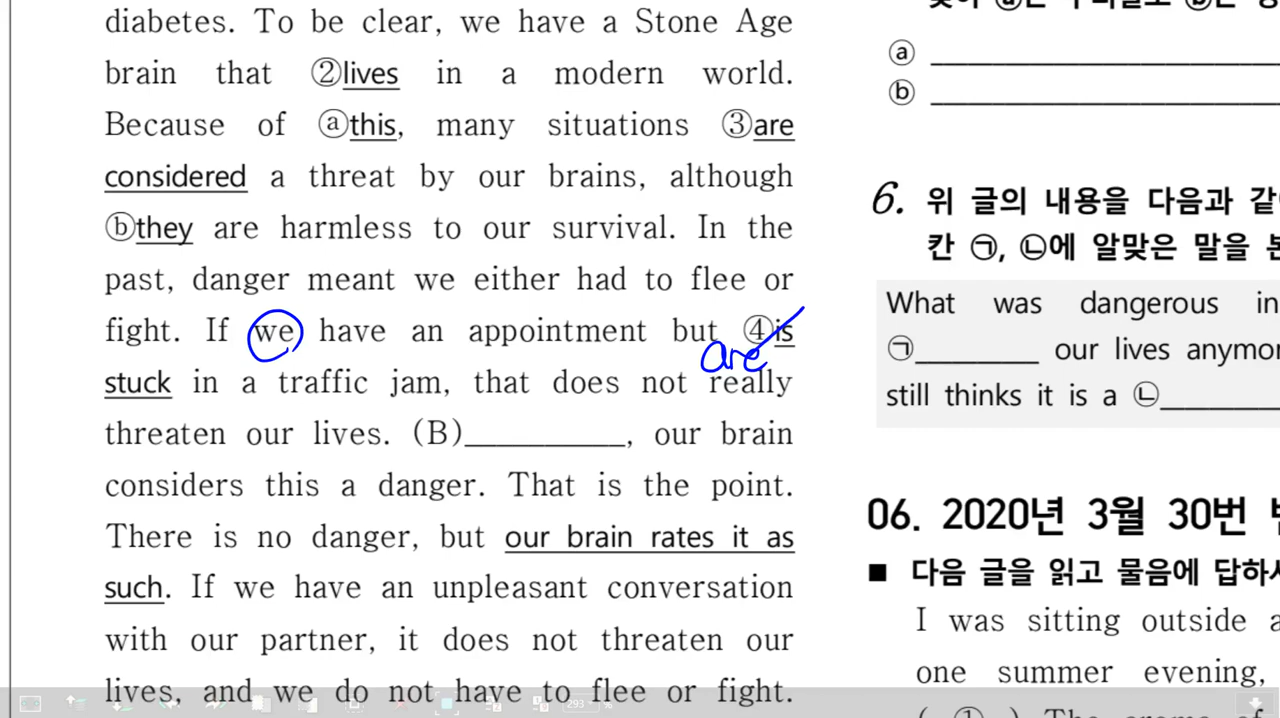 diabetes. To be clear, we have a Stone Age
brain that ②lives in a modern world.
Because of ⓐthis, many situations ③are
considered a threat by our brains, although
ⓑthey are harmless to our survival. In the
past, danger meant we either had to flee or
fight. If we have an appointment but ④is
are
stuck in a traffic jam, that does not really
threaten our lives. (B)__________, our brain
considers this a danger. That is the point.
There is no danger, but our brain rates it as
such. If we have an unpleasant conversation
with our partner, it does not threaten our
lives, and we do not have to flee or fight.
ⓐ
ⓑ
6. 위 글의 내용을 다음과 같
칸 ㉠, ㉡에 알맞은 말을 본
What was dangerous in
㉠________ our lives anymor
still thinks it is a ㉡________
06. 2020년 3월 30번 변
■ 다음 글을 읽고 물음에 답하시
I was sitting outside a
one summer evening,
( ① ) The aroma of
293 %